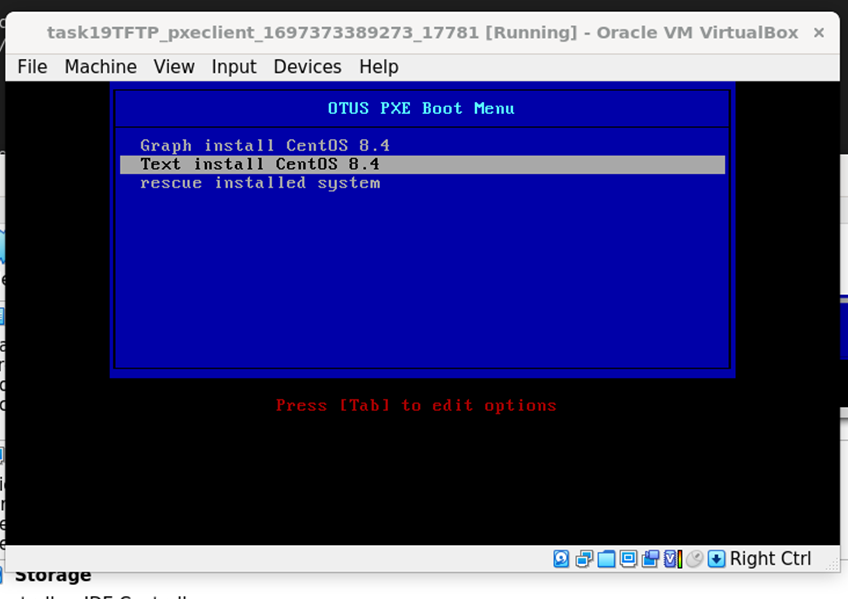 task19TFTP_pxeclient_1697373389273_17781 [Running] - Oracle VM VirtualBox ×
File Machine View Input Devices Help
OTUS PXE Boot Menu
Graph install CentOS 8.4
Text install CentOS 8.4
rescue installed system
Press [Tab] to edit options
Right Ctrl
Storage